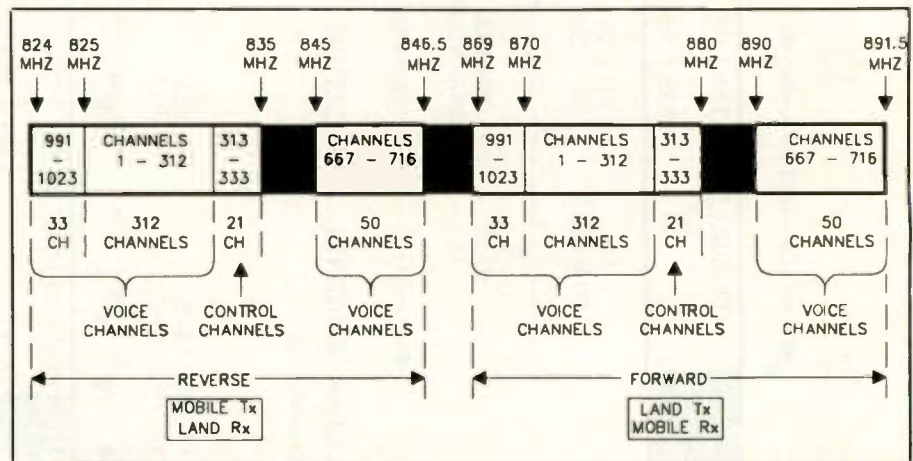 824 825 835 845 846.5 869 870 880 890 891.5
MHZ MHZ MHZ MHZ MHZ MHZ MHZ MHZ MHZ MHZ
991 CHANNELS 313 CHANNELS 991 CHANNELS 313 CHANNELS
– 1 – 312 – 667 – 716 – 1 – 312 – 667 – 716
1023 333 1023 333
33 312 21 50 33 312 21 50
CH CHANNELS CH CHANNELS CH CHANNELS CH CHANNELS
VOICE CONTROL VOICE VOICE CONTROL VOICE
CHANNELS CHANNELS CHANNELS CHANNELS CHANNELS CHANNELS
REVERSE FORWARD
MOBILE Tx LAND Tx
LAND Rx MOBILE Rx